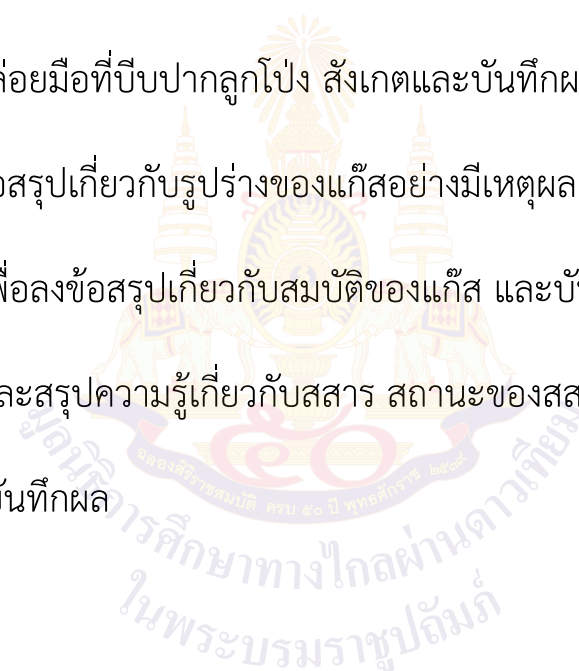 ล่อยมือที่บีบปากลูกโป่ง สังเกตและบันทึกผ
อสรุปเกี่ยวกับรูปร่างของแก๊สอย่างมีเหตุผล
พื่อลงข้อสรุปเกี่ยวกับสมบัติของแก๊ส และบั
ละสรุปความรู้เกี่ยวกับสสาร สถานะของสส
ันทึกผล
ฉลองสิริราชสมบัติ ครบ ๕๐ ปี พุทธศักราช ๒๕๓๙
มูลนิธิการศึกษาทางไกลผ่านดาวเทียม
ในพระบรมราชูปถัมภ์